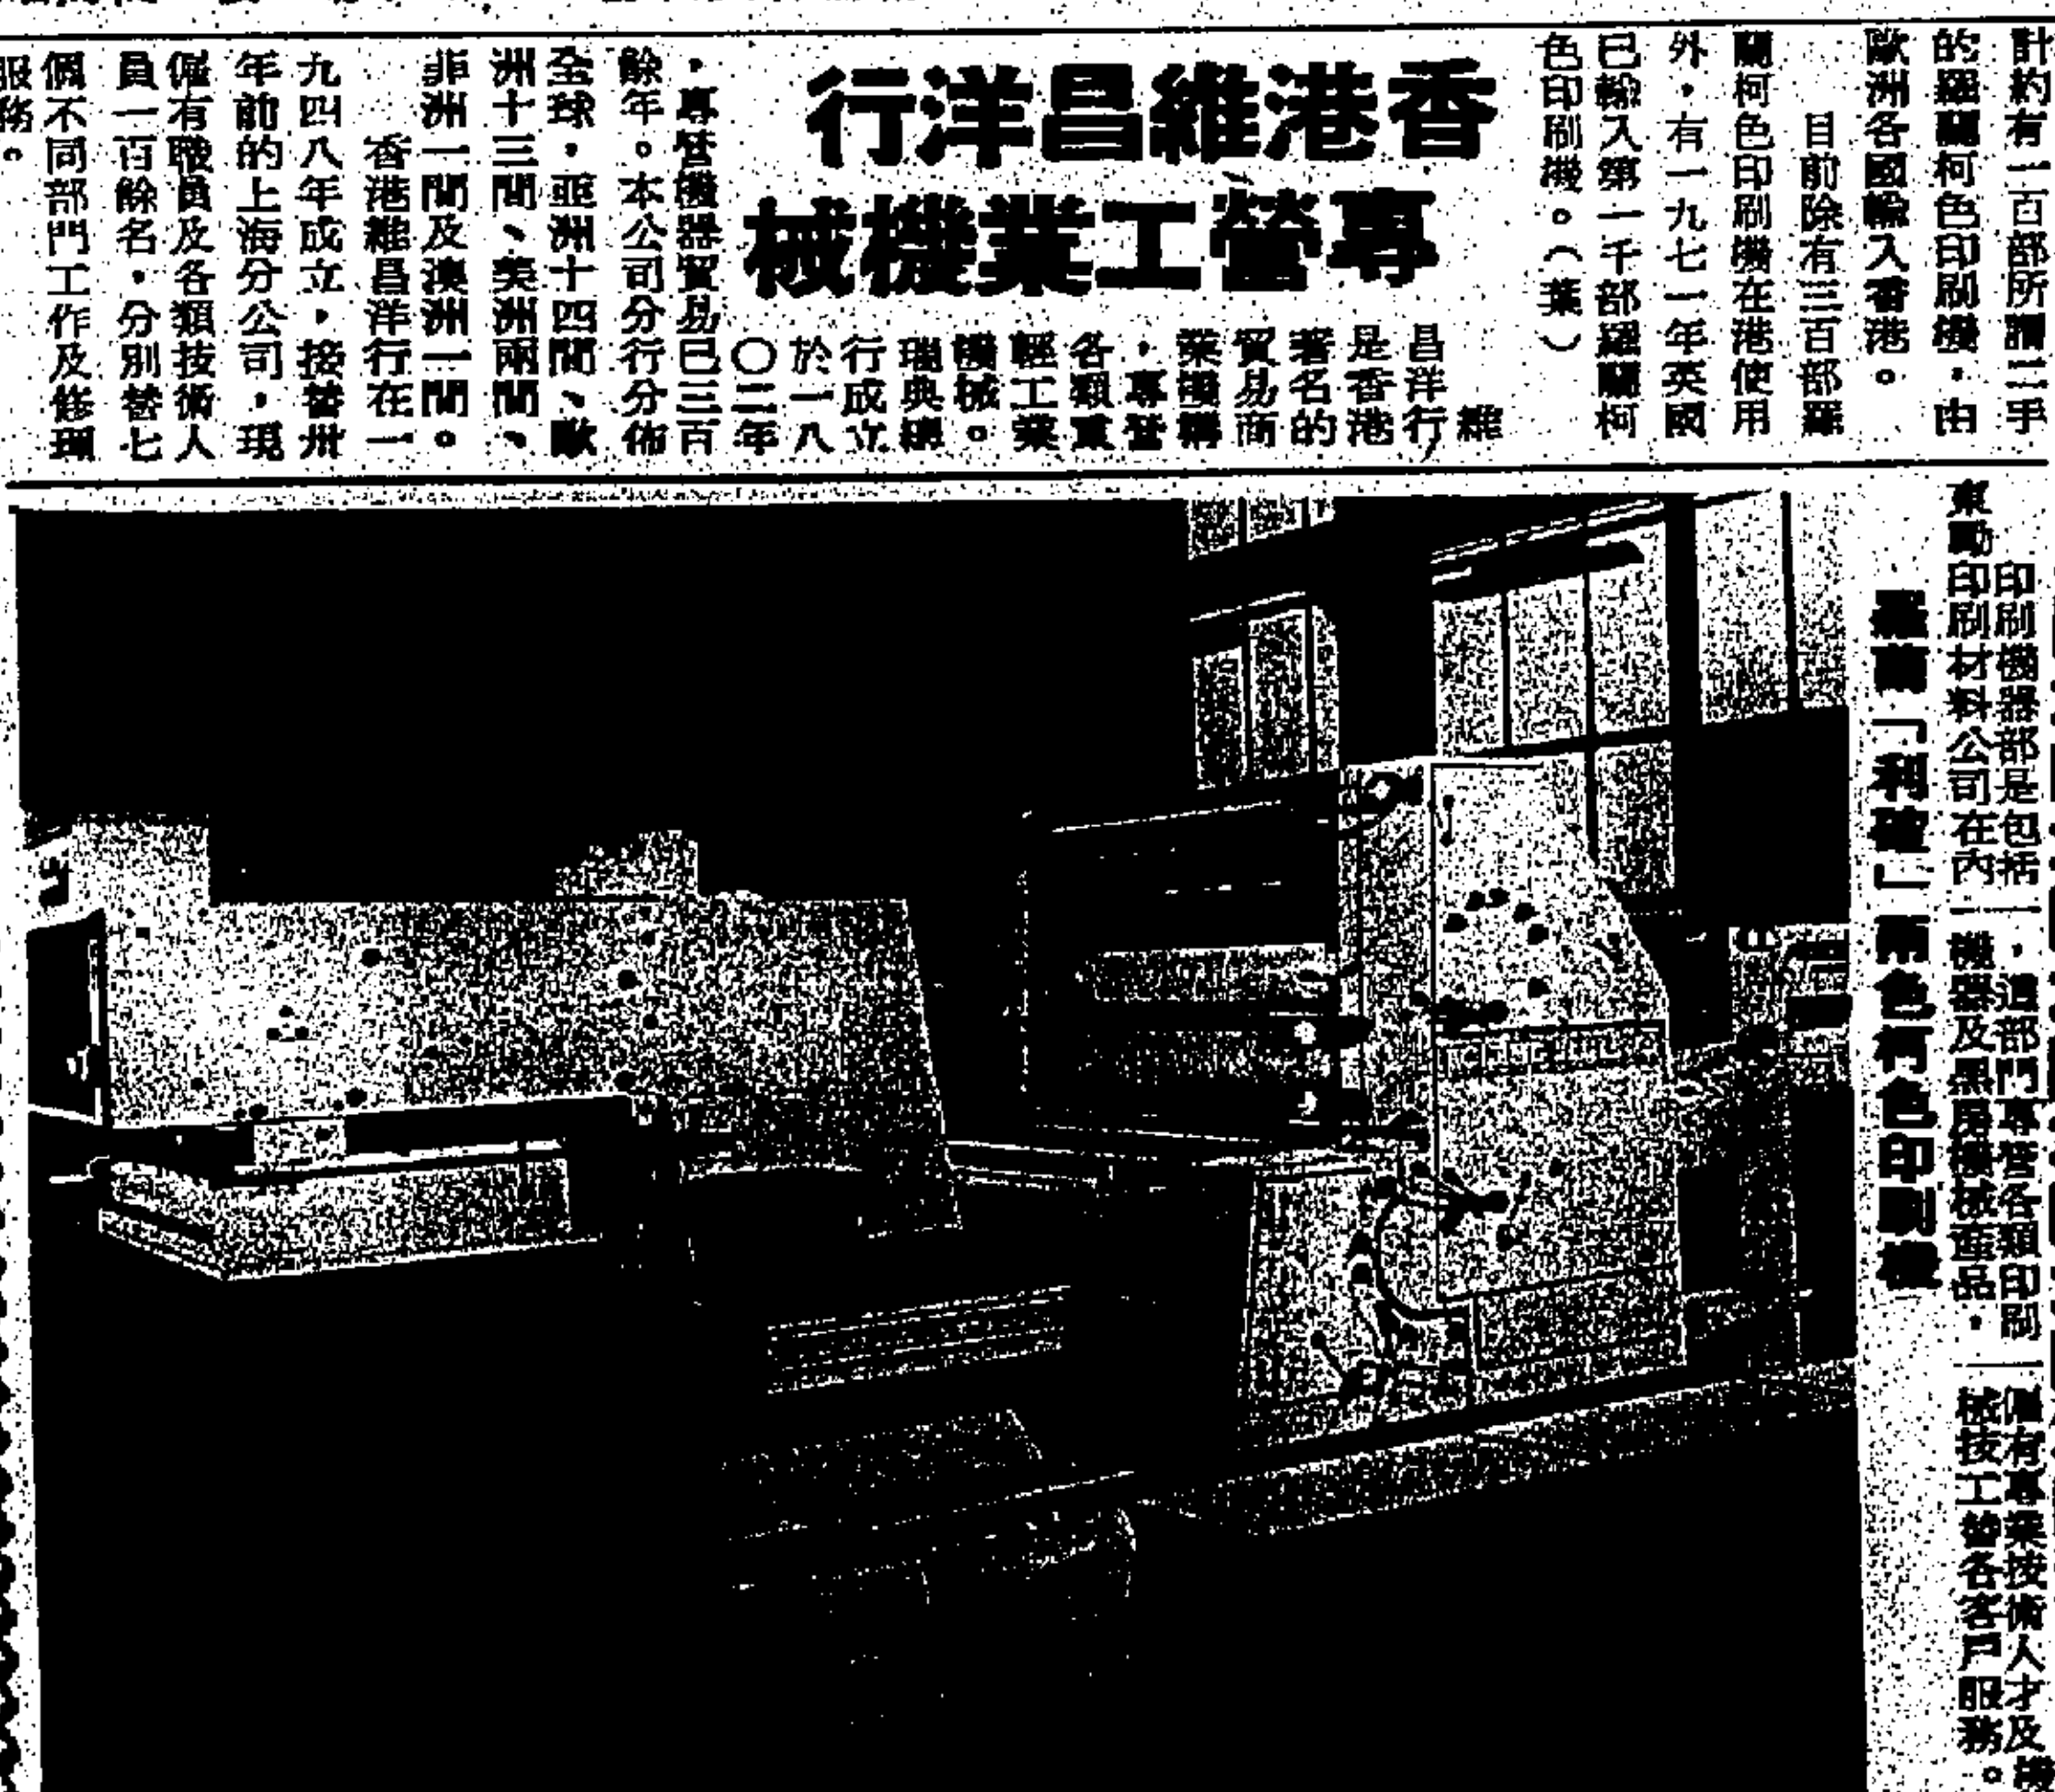 計約有一百部所謂二手
的羅蘭柯色印刷機，由
歐洲各國輸入香港。
目前除有三百部羅
蘭柯色印刷機在港使用
外，有一九七一年英國
已輸入第一千部羅蘭柯
色印刷機。（葉）
香港維昌洋行
專營工業機械
維
昌洋行
是香港
著名的
貿易商
業機構
，專營
各類重
輕工業
機械。
瑞典維
行成立
於一八
〇二年
，專營機器貿易已三百
餘年。本公司分行分佈
全球，亚洲十四間、歐
洲十三間、美洲兩間、
非洲一間及澳洲一間。
香港維昌洋行在一
九四八年成立，接替卅
年前的上海分公司，現
僱有職員及各類技術人
員一百餘名，分別替七
個不同部門工作及修理
服務。
印刷機器部是包括
東勵印刷材料公司在內
，這部門專營各類印刷
機器及黑房機械產品，
僱有專業技術人才及機
械技工替各客戶服務。
羅蘭「利確」兩色柯色印刷機